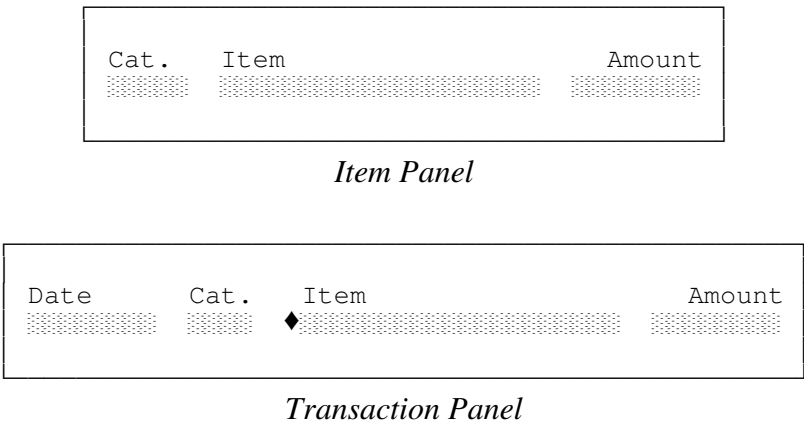 Cat. Item Amount
Item Panel
Date Cat. Item Amount
Transaction Panel